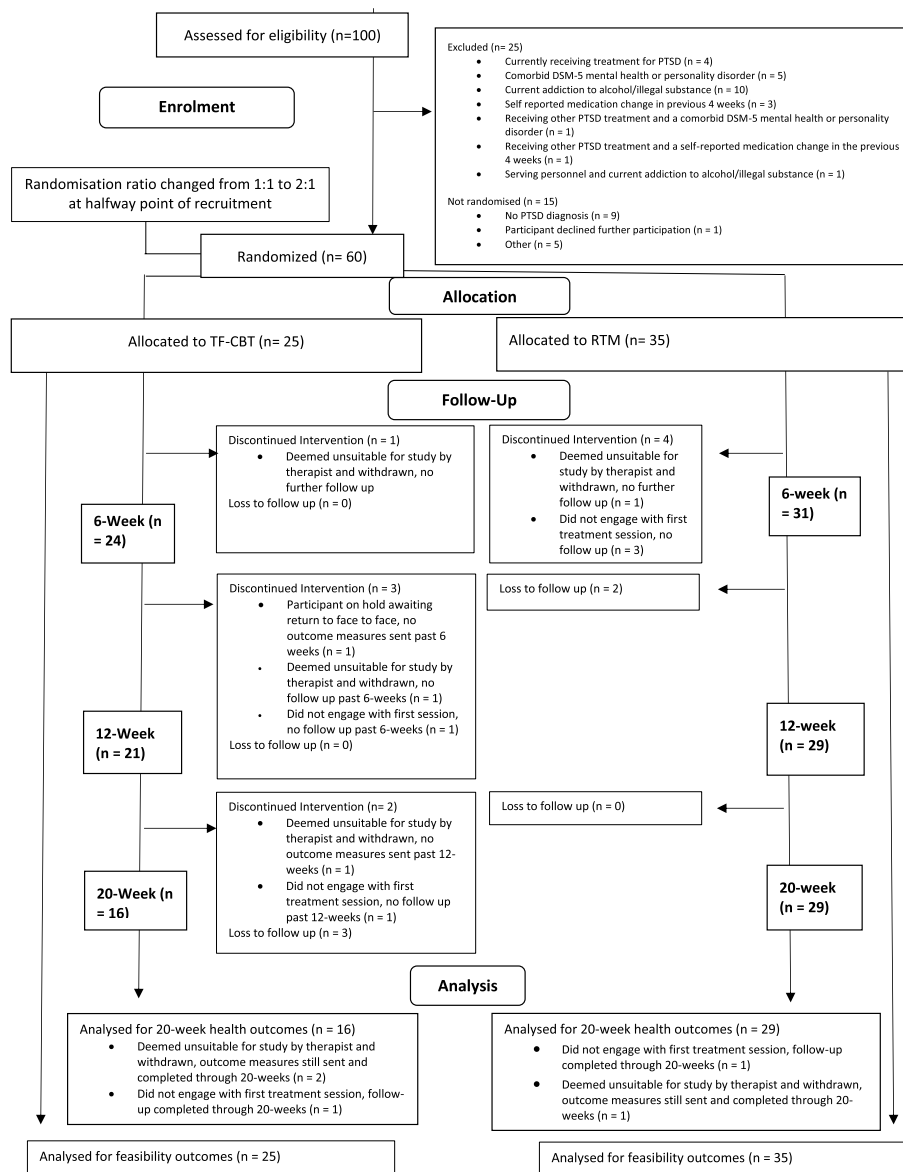 Assessed for eligibility (n=100)
Excluded (n= 25)
• Currently receiving treatment for PTSD (n = 4)
• Comorbid DSM-5 mental health or personality disorder (n = 5)
• Current addiction to alcohol/illegal substance (n = 10)
• Self reported medication change in previous 4 weeks (n = 3)
• Receiving other PTSD treatment and a comorbid DSM-5 mental health or personality
disorder (n = 1)
• Receiving other PTSD treatment and a self-reported medication change in the previous
4 weeks (n = 1)
• Serving personnel and current addiction to alcohol/illegal substance (n = 1)
Not randomised (n = 15)
• No PTSD diagnosis (n = 9)
• Participant declined further participation (n = 1)
• Other (n = 5)
Enrolment
Randomisation ratio changed from 1:1 to 2:1
at halfway point of recruitment
Randomized (n= 60)
Allocation
Allocated to TF-CBT (n= 25)
Allocated to RTM (n= 35)
Follow-Up
Discontinued Intervention (n = 1)
• Deemed unsuitable for study by
therapist and withdrawn, no
further follow up
Loss to follow up (n = 0)
Discontinued Intervention (n = 4)
• Deemed unsuitable for
study by therapist and
withdrawn, no further
follow up (n = 1)
• Did not engage with first
treatment session, no
follow up (n = 3)
6-Week (n
= 24)
6-week (n
= 31)
Discontinued Intervention (n = 3)
• Participant on hold awaiting
return to face to face, no
outcome measures sent past 6
weeks (n = 1)
• Deemed unsuitable for study by
therapist and withdrawn, no
follow up past 6-weeks (n = 1)
• Did not engage with first session,
no follow up past 6-weeks (n = 1)
Loss to follow up (n = 0)
Loss to follow up (n = 2)
12-Week
(n = 21)
12-week
(n = 29)
Discontinued Intervention (n= 2)
• Deemed unsuitable for study by
therapist and withdrawn, no
outcome measures sent past 12-
weeks (n = 1)
• Did not engage with first
treatment session, no follow up
past 12-weeks (n = 1)
Loss to follow up (n = 3)
Loss to follow up (n = 0)
20-Week (n
= 16)
20-week
(n = 29)
Analysis
Analysed for 20-week health outcomes (n = 16)
• Deemed unsuitable for study by therapist and
withdrawn, outcome measures still sent and
completed through 20-weeks (n = 2)
• Did not engage with first treatment session, follow-
up completed through 20-weeks (n = 1)
Analysed for 20-week health outcomes (n = 29)
• Did not engage with first treatment session, follow-up
completed through 20-weeks (n = 1)
• Deemed unsuitable for study by therapist and withdrawn,
outcome measures still sent and completed through 20-
weeks (n = 1)
Analysed for feasibility outcomes (n = 25)
Analysed for feasibility outcomes (n = 35)